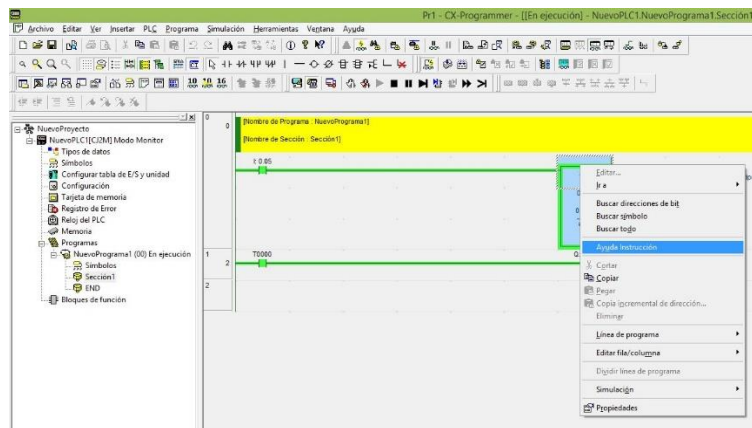 Pr1 - CX-Programmer - [[En ejecución] - NuevoPLC1.NuevoPrograma1.Sección1
Archivo Editar Ver Insertar PLC Programa Simulación Herramientas Ventana Ayuda
NuevoProyecto
NuevoPLC1[CJ2M] Modo Monitor
Tipos de datos
Símbolos
Configurar tabla de E/S y unidad
Configuración
Tarjeta de memoria
Registro de Error
Reloj del PLC
Memoria
Programas
NuevoPrograma1 (00) En ejecución
Símbolos
Sección1
END
Bloques de función
0
0
[Nombre de Programa : NuevoPrograma1]
[Nombre de Sección : Sección1]
I: 0.05
1
2
T0000
Q:
2
Editar...
Ir a
Buscar direcciones de bit
Buscar símbolo
Buscar todo
Ayuda Instrucción
Cortar
Copiar
Pegar
Copia incremental de dirección...
Eliminar
Línea de programa
Editar fila/columna
Dividir línea de programa
Simulación
Propiedades